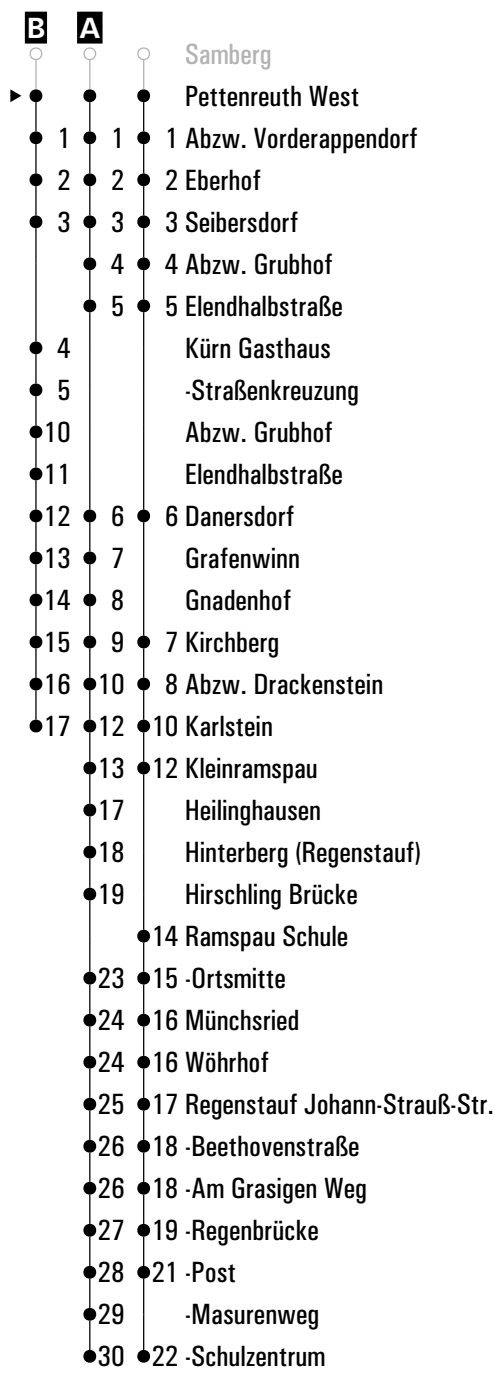 B A
Samberg
Pettenreuth West
1 1 1 Abzw. Vorderappendorf
2 2 2 Eberhof
3 3 3 Seibersdorf
4 4 Abzw. Grubhof
5 5 Elendhalbstraße
4 Kürn Gasthaus
5 -Straßenkreuzung
10 Abzw. Grubhof
11 Elendhalbstraße
12 6 6 Danersdorf
13 7 Grafenwinn
14 8 Gnadenhof
15 9 7 Kirchberg
16 10 8 Abzw. Drackenstein
17 12 10 Karlstein
13 12 Kleinramspau
17 Heilinghausen
18 Hinterberg (Regenstauf)
19 Hirschling Brücke
14 Ramspau Schule
23 15 -Ortsmitte
24 16 Münchsried
24 16 Wöhrhof
25 17 Regenstauf Johann-Strauß-Str.
26 18 -Beethovenstraße
26 18 -Am Grasigen Weg
27 19 -Regenbrücke
28 21 -Post
29 -Masurenweg
30 22 -Schulzentrum